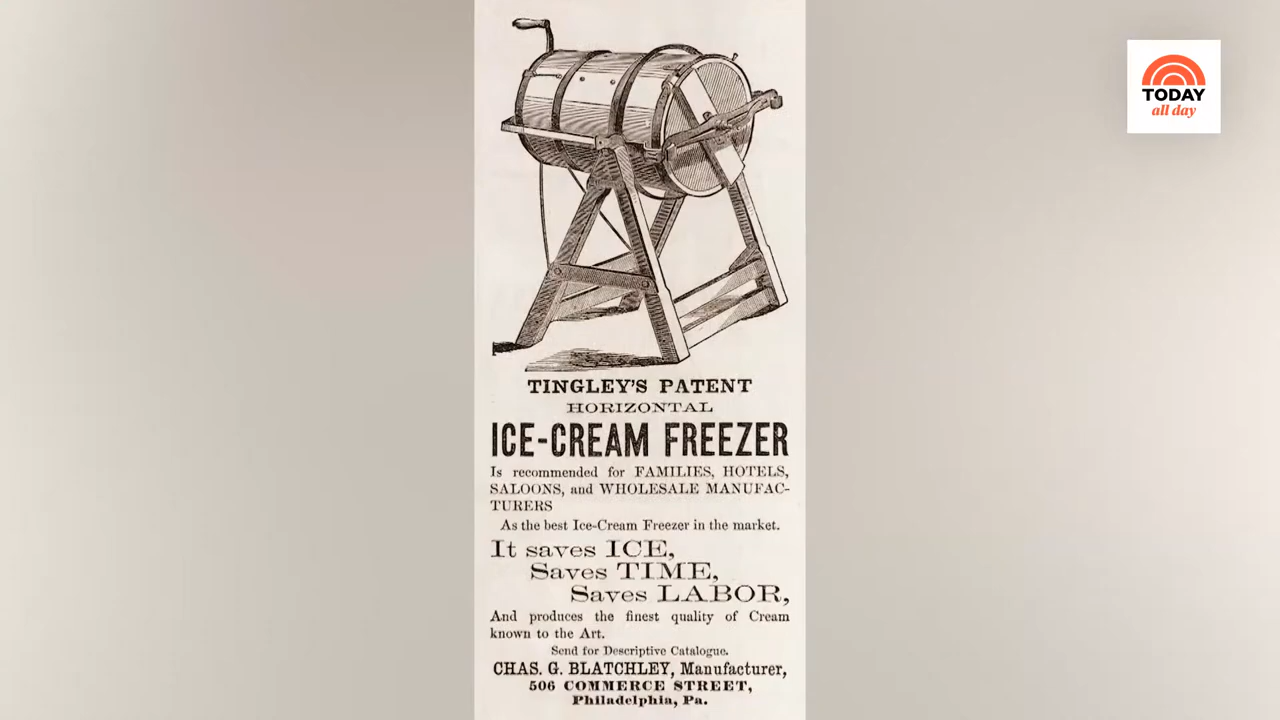 TODAY
all day
TINGLEY'S PATENT
HORIZONTAL
ICE-CREAM FREEZER
Is recommended for FAMILIES, HOTELS,
SALOONS, and WHOLESALE MANUFAC-
TURERS
As the best Ice-Cream Freezer in the market.
It saves ICE,
Saves TIME,
Saves LABOR,
And produces the finest quality of Cream
known to the Art.
Send for Descriptive Catalogue.
CHAS. G. BLATCHLEY, Manufacturer,
506 COMMERCE STREET,
Philadelphia, Pa.